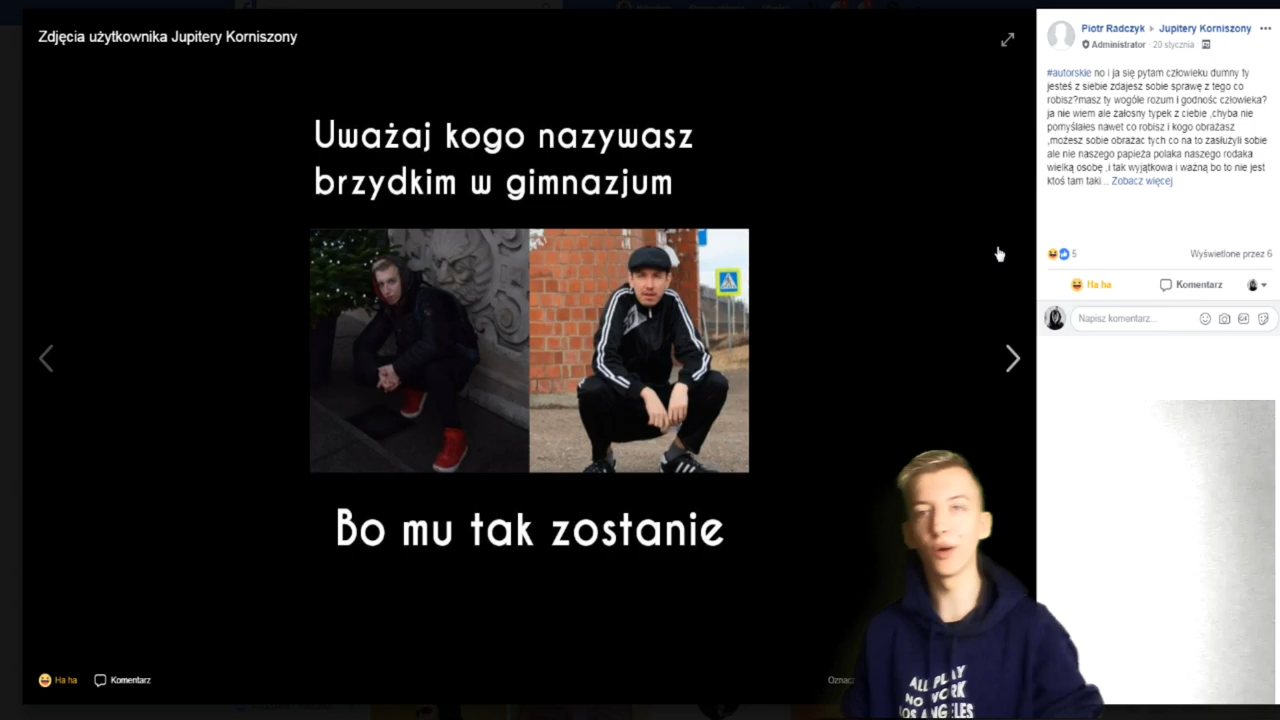 Zdjęcia użytkownika Jupitery Korniszony
Uważaj kogo nazywasz
brzydkim w gimnazjum
Bo mu tak zostanie
Ha ha
Komentarz
Piotr Radczyk
Jupitery Korniszony
Administrator · 20 stycznia
#autorskie no i ja się pytam człowieku dumny ty
jesteś z siebie zdajesz sobie sprawę z tego co
robisz?masz ty wogóle rozum i godnośc człowieka?
ja nie wiem ale żałosny typek z ciebie ,chyba nie
pomyślałes nawet co robisz i kogo obrażasz
,możesz sobie obrażac tych co na to zasłużyli sobie
ale nie naszego papieża polaka naszego rodaka
wielką osobę ,i tak wyjątkowa i ważną bo to nie jest
ktoś tam taki... Zobacz więcej
5
Wyświetlone przez 6
Ha ha
Komentarz
Napisz komentarz...
ALL PLAY
NO WORK
LOS ANGELES